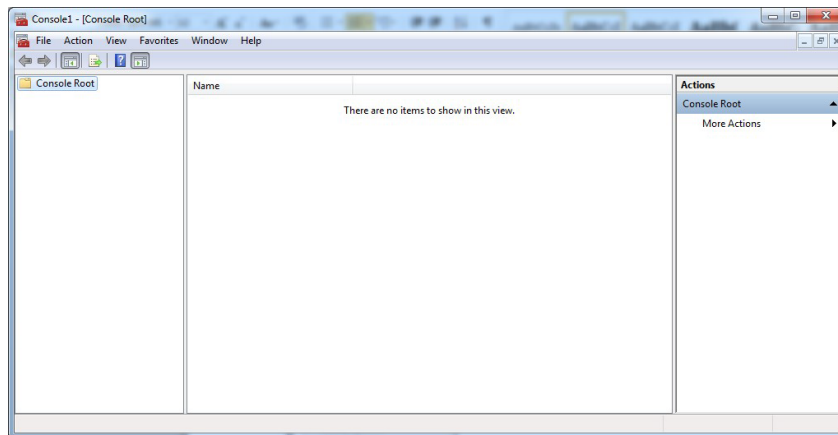 Console1 - [Console Root]
File Action View Favorites Window Help
Console Root
Name
There are no items to show in this view.
Actions
Console Root
More Actions